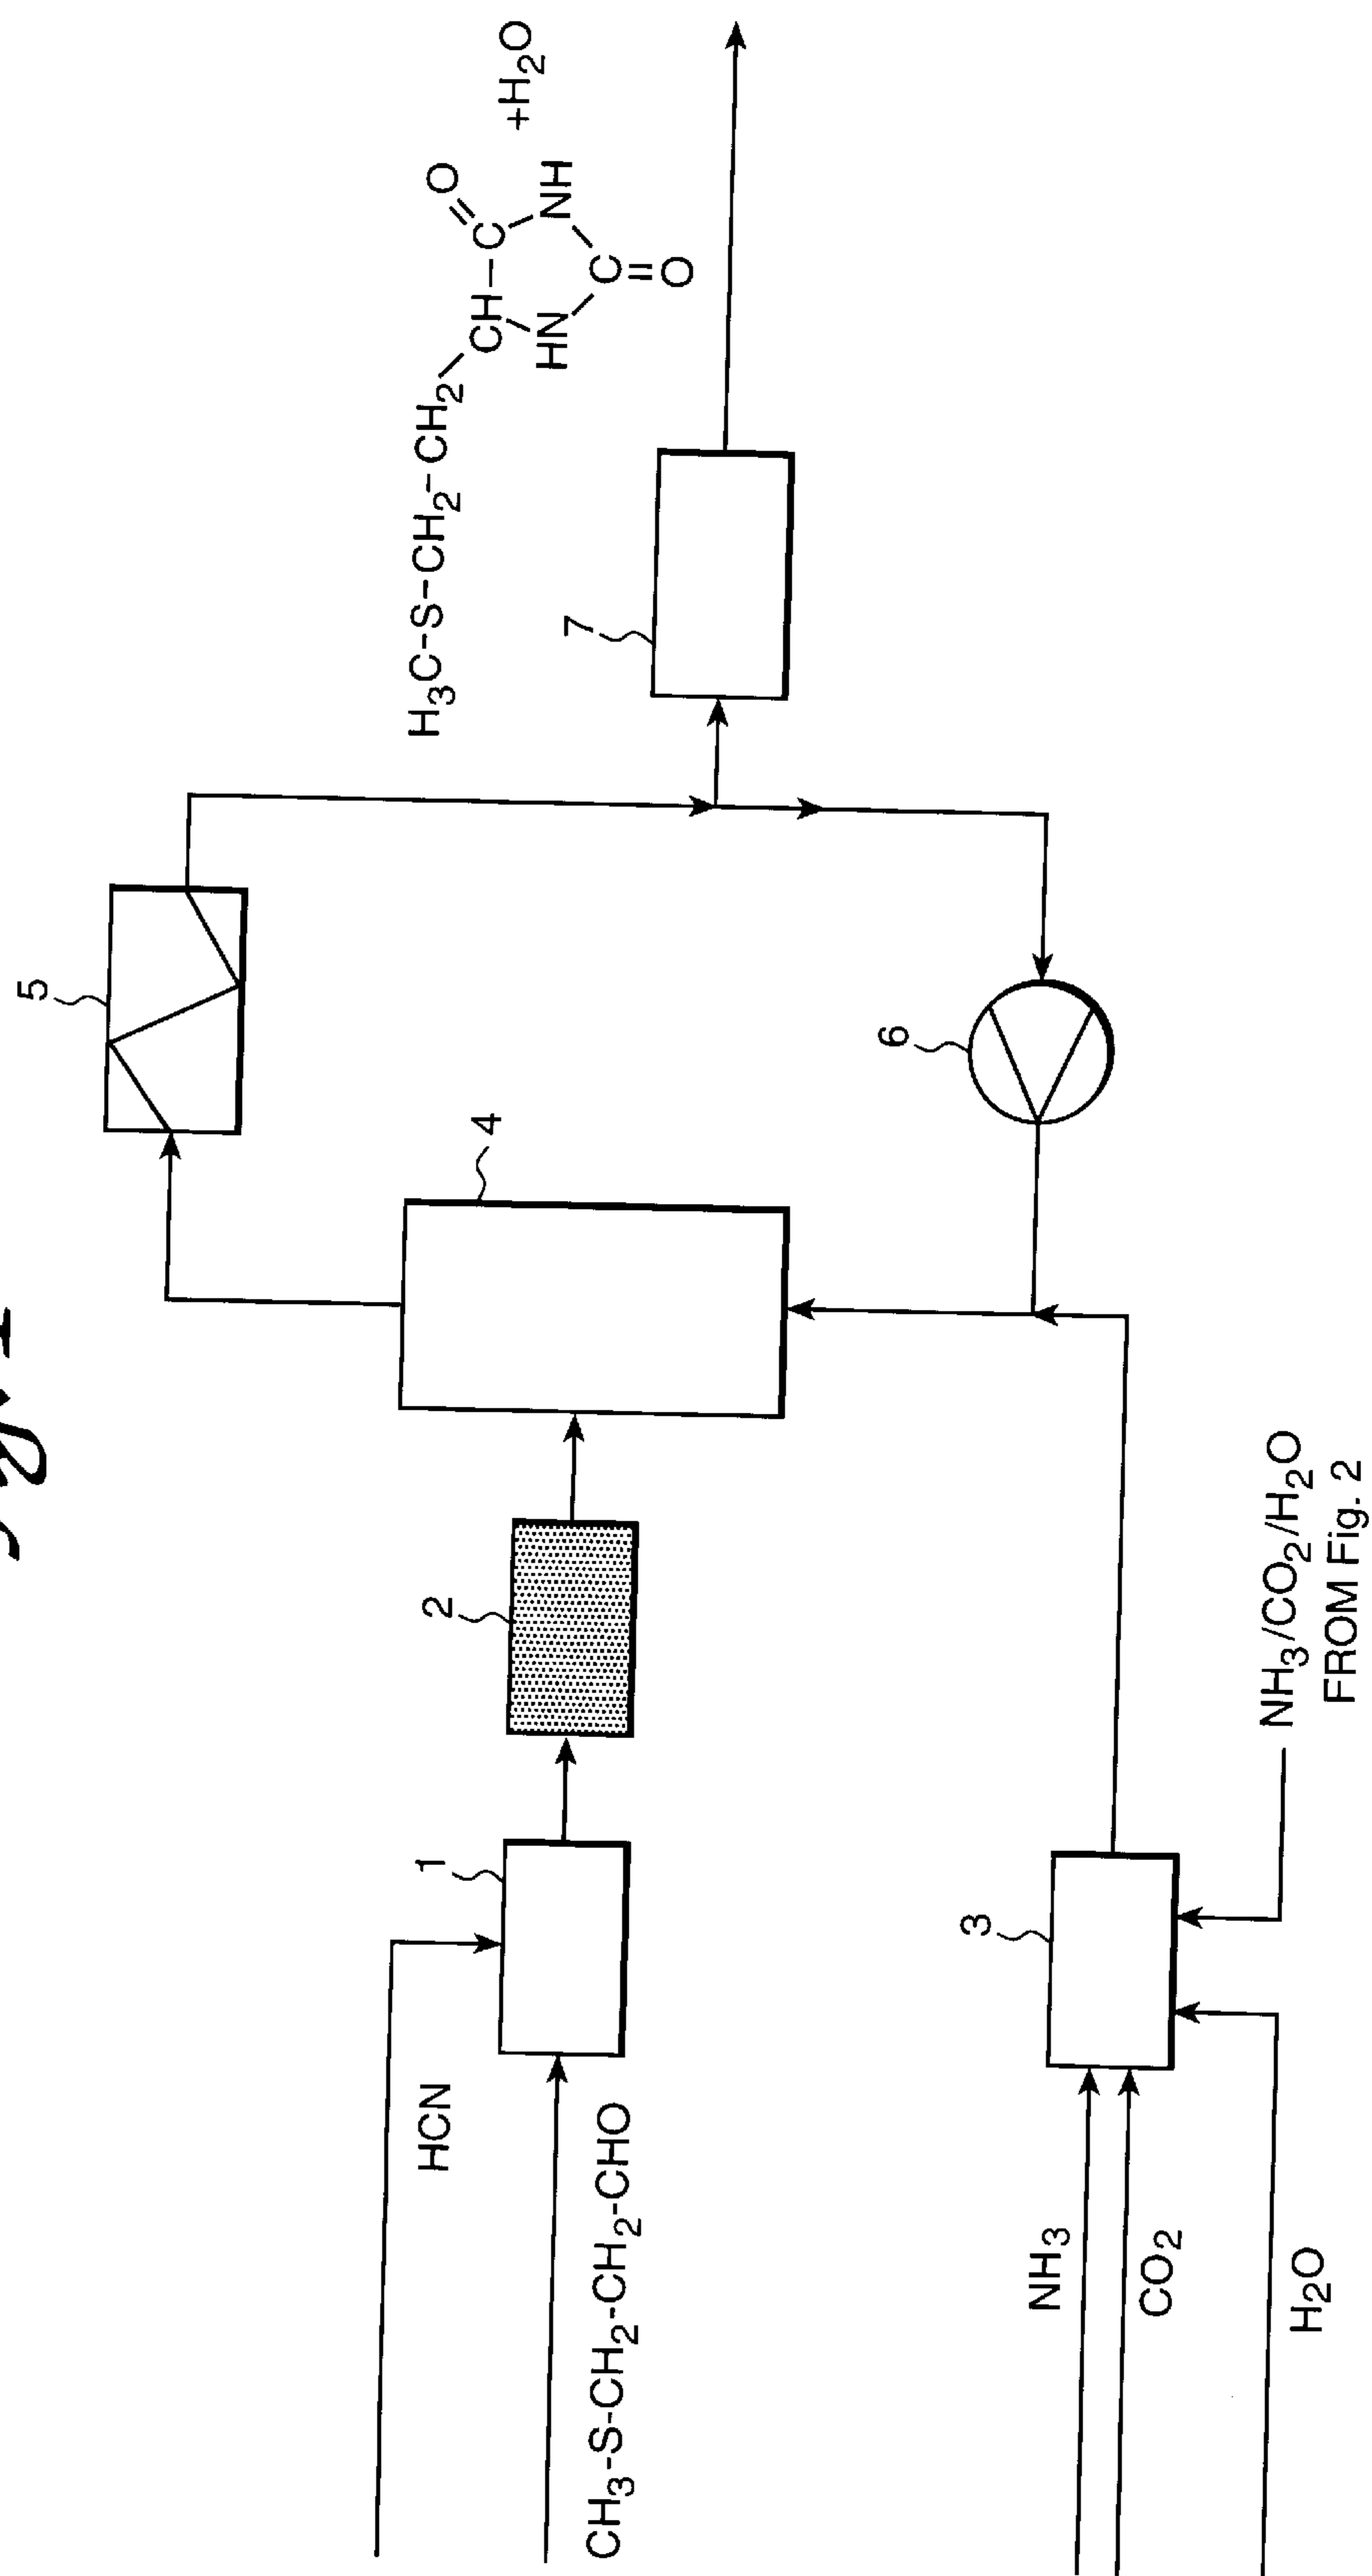 5
H₃C-S-CH₂-CH₂
CH-C
O
+H₂O
HN
NH
C
O
4
7
2
1
HCN
CH₃-S-CH₂-CH₂-CHO
6
3
NH₃
CO₂
H₂O
NH₃/CO₂/H₂O
FROM Fig. 2